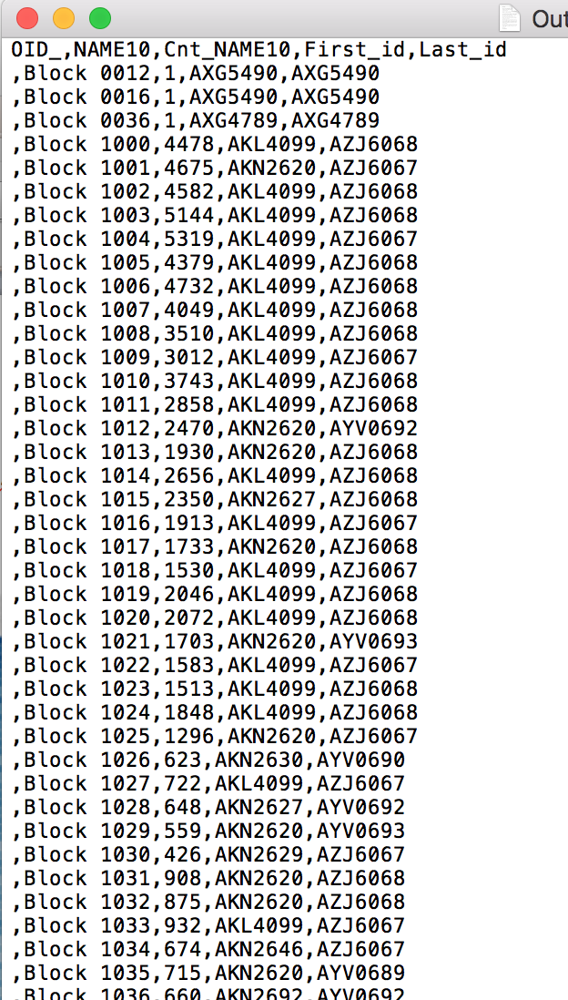 Out
OID_,NAME10,Cnt_NAME10,First_id,Last_id
,Block 0012,1,AXG5490,AXG5490
,Block 0016,1,AXG5490,AXG5490
,Block 0036,1,AXG4789,AXG4789
,Block 1000,4478,AKL4099,AZJ6068
,Block 1001,4675,AKN2620,AZJ6067
,Block 1002,4582,AKL4099,AZJ6068
,Block 1003,5144,AKL4099,AZJ6068
,Block 1004,5319,AKL4099,AZJ6067
,Block 1005,4379,AKL4099,AZJ6068
,Block 1006,4732,AKL4099,AZJ6068
,Block 1007,4049,AKL4099,AZJ6068
,Block 1008,3510,AKL4099,AZJ6068
,Block 1009,3012,AKL4099,AZJ6067
,Block 1010,3743,AKL4099,AZJ6068
,Block 1011,2858,AKL4099,AZJ6068
,Block 1012,2470,AKN2620,AYV0692
,Block 1013,1930,AKN2620,AZJ6068
,Block 1014,2656,AKL4099,AZJ6068
,Block 1015,2350,AKN2627,AZJ6068
,Block 1016,1913,AKL4099,AZJ6067
,Block 1017,1733,AKN2620,AZJ6068
,Block 1018,1530,AKL4099,AZJ6067
,Block 1019,2046,AKL4099,AZJ6068
,Block 1020,2072,AKL4099,AZJ6068
,Block 1021,1703,AKN2620,AYV0693
,Block 1022,1583,AKL4099,AZJ6067
,Block 1023,1513,AKL4099,AZJ6068
,Block 1024,1848,AKL4099,AZJ6068
,Block 1025,1296,AKN2620,AZJ6067
,Block 1026,623,AKN2630,AYV0690
,Block 1027,722,AKL4099,AZJ6067
,Block 1028,648,AKN2627,AYV0692
,Block 1029,559,AKN2620,AYV0693
,Block 1030,426,AKN2629,AZJ6067
,Block 1031,908,AKN2620,AZJ6068
,Block 1032,875,AKN2620,AZJ6068
,Block 1033,932,AKL4099,AZJ6067
,Block 1034,674,AKN2646,AZJ6067
,Block 1035,715,AKN2620,AYV0689
,Block 1036,660,AKN2692,AYV0692